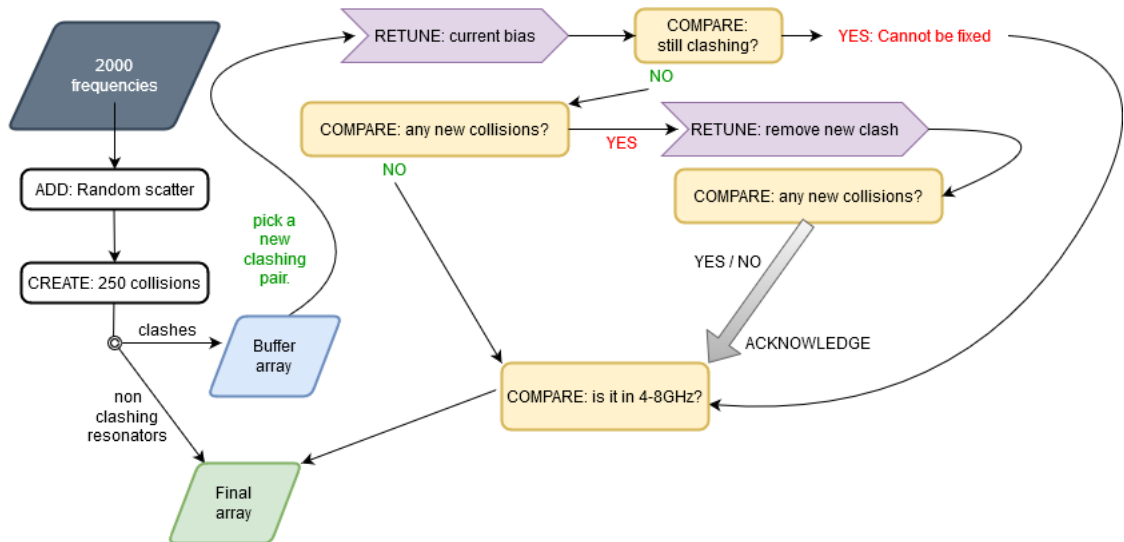 2000
frequencies
ADD: Random scatter
CREATE: 250 collisions
clashes
non
clashing
resonators
Buffer
array
Final
array
pick a
new
clashing
pair.
RETUNE: current bias
COMPARE:
still clashing?
YES: Cannot be fixed
NO
COMPARE: any new collisions?
YES
RETUNE: remove new clash
NO
COMPARE: any new collisions?
YES / NO
ACKNOWLEDGE
COMPARE: is it in 4-8GHz?